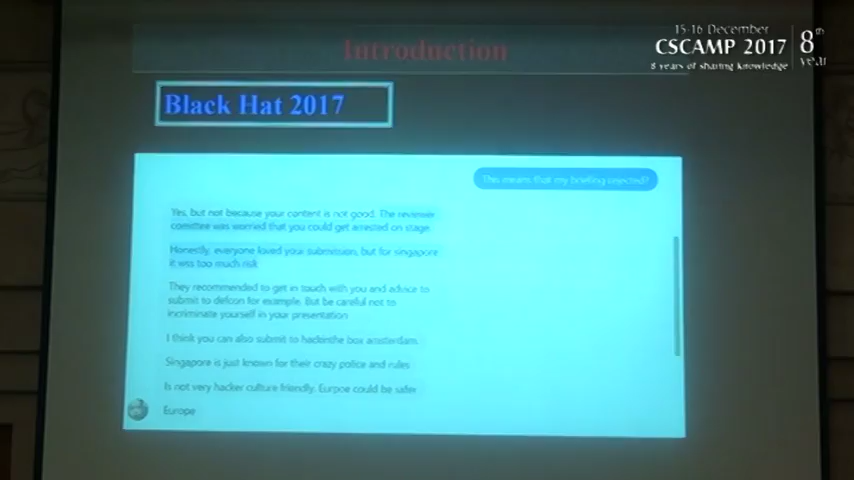 15-16 December
CSCAMP 2017
8 years of sharing knowledge
8th
year
Introduction
Black Hat 2017
This means that my briefing rejected?
Yes, but not because your content is not good. The reviewer
comittee was worried that you could get arrested on stage
Honestly, everyone loved your submission, but for singapore
it was too much risk
They recommended to get in touch with you and advice to
submit to defcon for example. But be careful not to
incriminate yourself in your presentation
I think you can also submit to hackinthe box amsterdam
Singapore is just known for their crazy police and rules
Is not very hacker culture friendly. Eurpoe could be safer
Europe